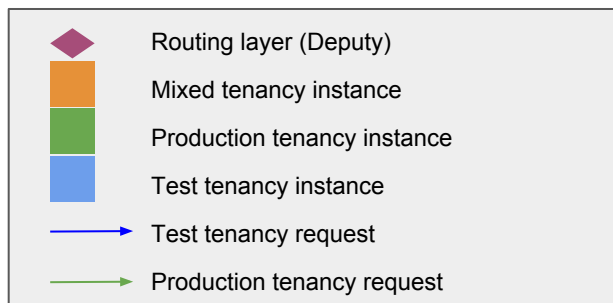 Routing layer (Deputy)
Mixed tenancy instance
Production tenancy instance
Test tenancy instance
Test tenancy request
Production tenancy request